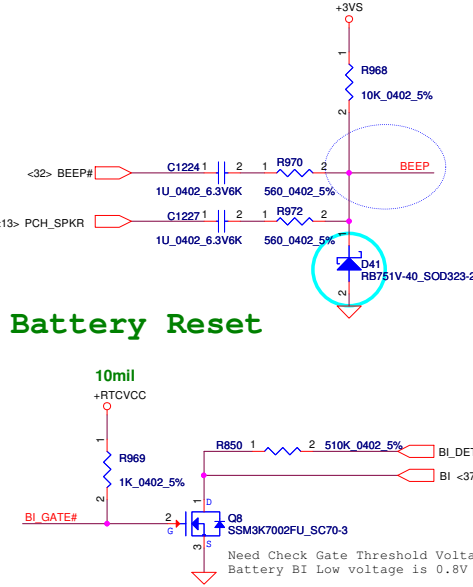 +3VS
1
R968
10K_0402_5%
2
<32> BEEP#
C1224 1 2 1 R970 2
BEEP
1U_0402_6.3V6K 560_0402_5%
13> PCH_SPKR
C1227 1 2 1 R972 2
1U_0402_6.3V6K 560_0402_5%
1
D41
RB751V-40_SOD323-2
2
Battery Reset
10mil
+RTCVCC
1
R969
1K_0402_5%
2
R850 1 2 510K_0402_5%
BI_DET
BI <37
BI_GATE#
2
G
1
D
Q8
SSM3K7002FU_SC70-3
3
S
Need Check Gate Threshold Volta
Battery BI Low voltage is 0.8V